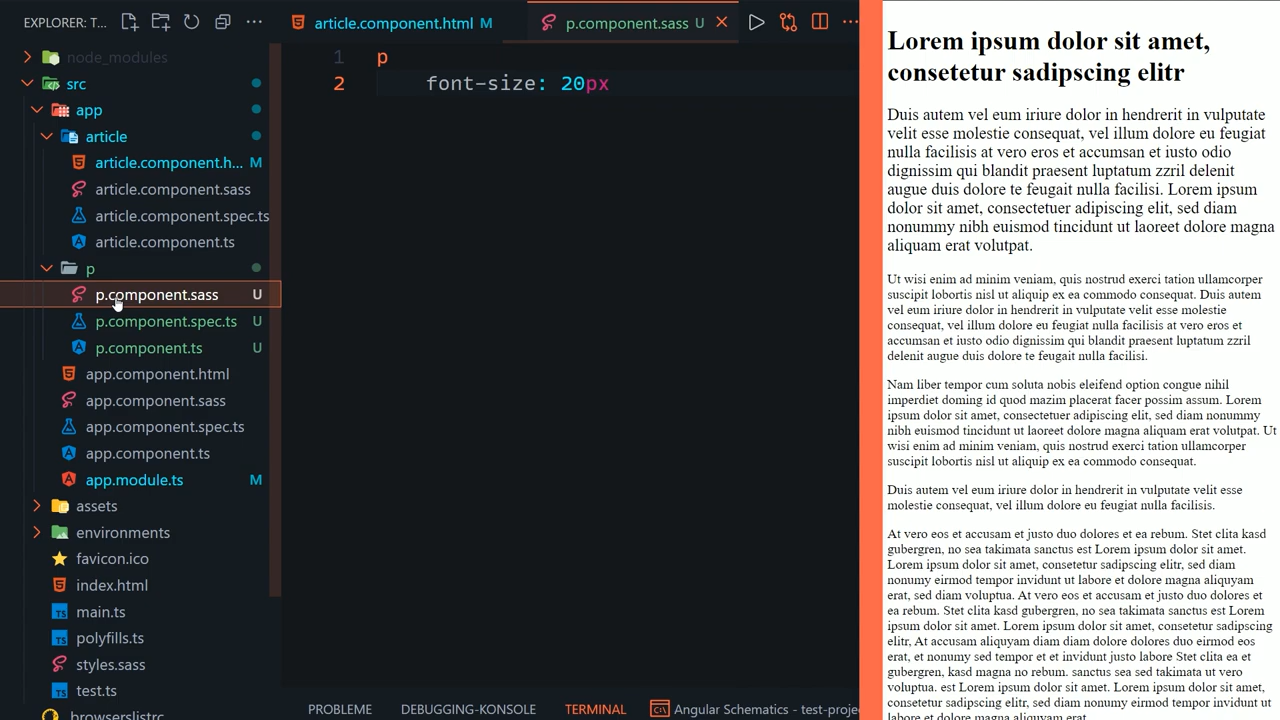 EXPLORER: T...
node_modules
src
app
article
article.component.h... M
article.component.sass
article.component.spec.ts
article.component.ts
p
p.component.sass U
p.component.spec.ts U
p.component.ts U
app.component.html
app.component.sass
app.component.spec.ts
app.component.ts
app.module.ts M
assets
environments
favicon.ico
index.html
main.ts
polyfills.ts
styles.sass
test.ts
browserslistrc
article.component.html M
p.component.sass U
1 p
2 font-size: 20px
PROBLEME DEBUGGING-KONSOLE TERMINAL Angular Schematics - test-proje
Lorem ipsum dolor sit amet,
consetetur sadipscing elitr
Duis autem vel eum iriure dolor in hendrerit in vulputate
velit esse molestie consequat, vel illum dolore eu feugiat
nulla facilisis at vero eros et accumsan et iusto odio
dignissim qui blandit praesent luptatum zzril delenit
augue duis dolore te feugait nulla facilisi. Lorem ipsum
dolor sit amet, consectetuer adipiscing elit, sed diam
nonummy nibh euismod tincidunt ut laoreet dolore magna
aliquam erat volutpat.
Ut wisi enim ad minim veniam, quis nostrud exerci tation ullamcorper
suscipit lobortis nisl ut aliquip ex ea commodo consequat. Duis autem
vel eum iriure dolor in hendrerit in vulputate velit esse molestie
consequat, vel illum dolore eu feugiat nulla facilisis at vero eros et
accumsan et iusto odio dignissim qui blandit praesent luptatum zzril
delenit augue duis dolore te feugait nulla facilisi.
Nam liber tempor cum soluta nobis eleifend option congue nihil
imperdiet doming id quod mazim placerat facer possim assum. Lorem
ipsum dolor sit amet, consectetuer adipiscing elit, sed diam nonummy
nibh euismod tincidunt ut laoreet dolore magna aliquam erat volutpat. Ut
wisi enim ad minim veniam, quis nostrud exerci tation ullamcorper
suscipit lobortis nisl ut aliquip ex ea commodo consequat.
Duis autem vel eum iriure dolor in hendrerit in vulputate velit esse
molestie consequat, vel illum dolore eu feugiat nulla facilisis.
At vero eos et accusam et justo duo dolores et ea rebum. Stet clita kasd
gubergren, no sea takimata sanctus est Lorem ipsum dolor sit amet.
Lorem ipsum dolor sit amet, consetetur sadipscing elitr, sed diam
nonumy eirmod tempor invidunt ut labore et dolore magna aliquyam
erat, sed diam voluptua. At vero eos et accusam et justo duo dolores et
ea rebum. Stet clita kasd gubergren, no sea takimata sanctus est Lorem
ipsum dolor sit amet. Lorem ipsum dolor sit amet, consetetur sadipscing
elitr, At accusam aliquyam diam diam dolore dolores duo eirmod eos
erat, et nonumy sed tempor et et invidunt justo labore Stet clita ea et
gubergren, kasd magna no rebum. sanctus sea sed takimata ut vero
voluptua. est Lorem ipsum dolor sit amet. Lorem ipsum dolor sit amet,
consetetur sadipscing elitr, sed diam nonumy eirmod tempor invidunt ut
labore et dolore magna aliquyam erat.